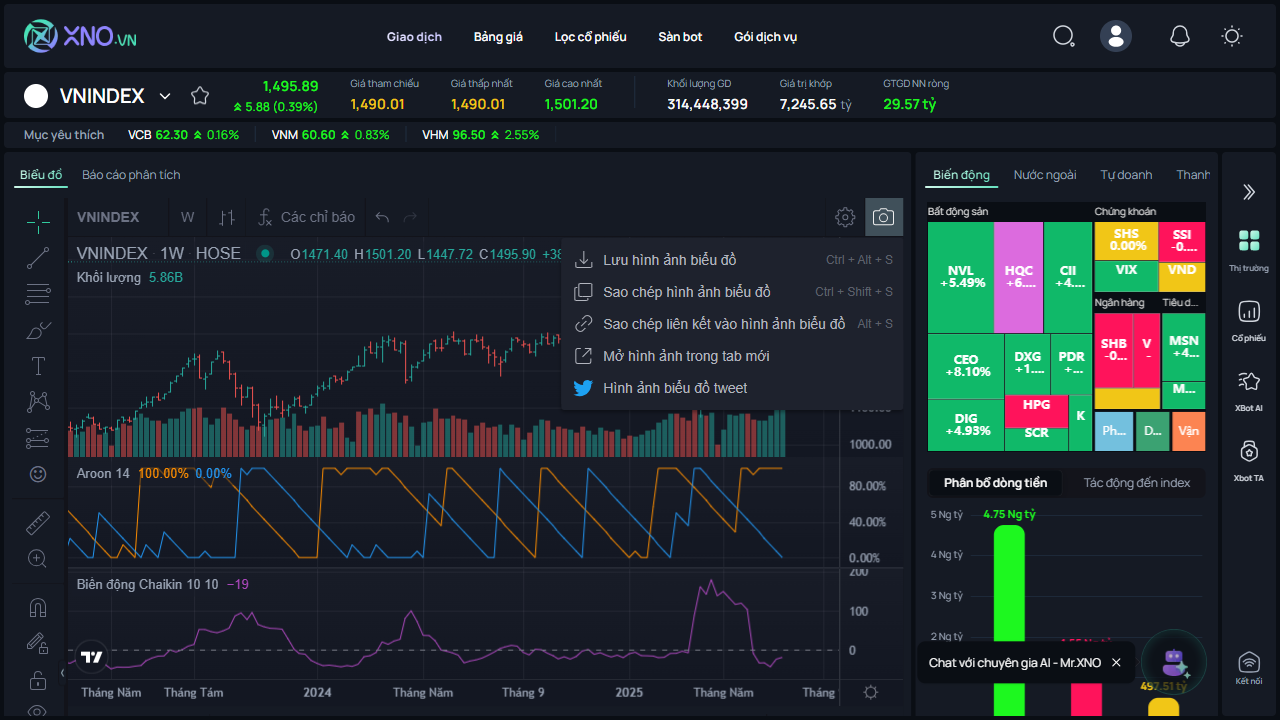 XNO.VN
Giao dịch Bảng giá Lọc cổ phiếu Sàn bot Gói dịch vụ
VNINDEX
1,495.89
5.88 (0.39%)
Giá tham chiếu
1,490.01
Giá thấp nhất
1,490.01
Giá cao nhất
1,501.20
Khối lượng GD
314,448,399
Giá trị khớp
7,245.65 tỷ
GTGD NN ròng
29.57 tỷ
Mục yêu thích VCB 62.30 0.16% VNM 60.60 0.83% VHM 96.50 2.55%
Biểu đồ Báo cáo phân tích
VNINDEX W Các chỉ báo
VNINDEX · 1W · HOSE O1471.40 H1501.20 L1447.72 C1495.90
Khối lượng 5.86B
Lưu hình ảnh biểu đồ Ctrl + Alt + S
Sao chép hình ảnh biểu đồ Ctrl + Shift + S
Sao chép liên kết vào hình ảnh biểu đồ Alt + S
Mở hình ảnh trong tab mới
Hình ảnh biểu đồ tweet
1000.00
Aroon 14 100.00% 0.00%
80.00%
40.00%
0.00%
Biên động Chaikin 10 10 −19
200
100
0
Tháng Năm Tháng Tám 2024 Tháng Năm Tháng 9 2025 Tháng Năm Tháng
Biến động Nước ngoài Tự doanh Thanh
Bất động sản
NVL
+5.49%
HQC
+6....
CII
+4....
CEO
+8.10%
DXG
+1....
PDR
+...
DIG
+4.93%
HPG
SCR
K
Chứng khoán
SHS
0.00%
SSI
-0....
VIX
VND
Ngân hàng
SHB
-0...
V
-
Tiêu d...
MSN
+4...
M...
Ph...
D...
Vận
Phân bổ dòng tiền Tác động đến index
5 Ng tỷ
4.75 Ng tỷ
4 Ng tỷ
3 Ng tỷ
2 Ng tỷ
497.51 tỷ
Chat với chuyên gia AI - Mr.XNO
Thị trường
Cổ phiếu
XBot AI
Xbot TA
Kết nối